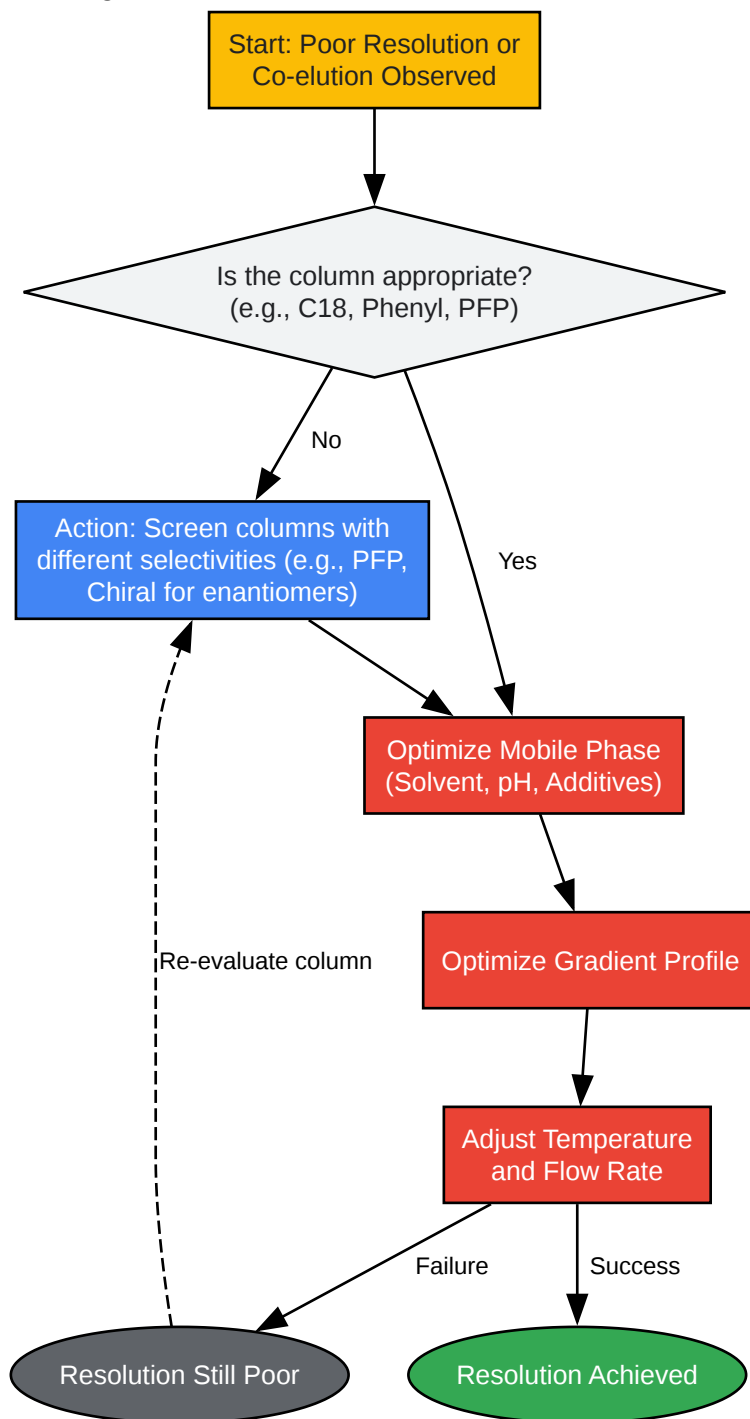 Start: Poor Resolution or
Co-elution Observed
Is the column appropriate?
(e.g., C18, Phenyl, PFP)
No
Action: Screen columns with
different selectivities (e.g., PFP,
Chiral for enantiomers)
Yes
Optimize Mobile Phase
(Solvent, pH, Additives)
Re-evaluate column
Optimize Gradient Profile
Adjust Temperature
and Flow Rate
Failure
Success
Resolution Still Poor
Resolution Achieved